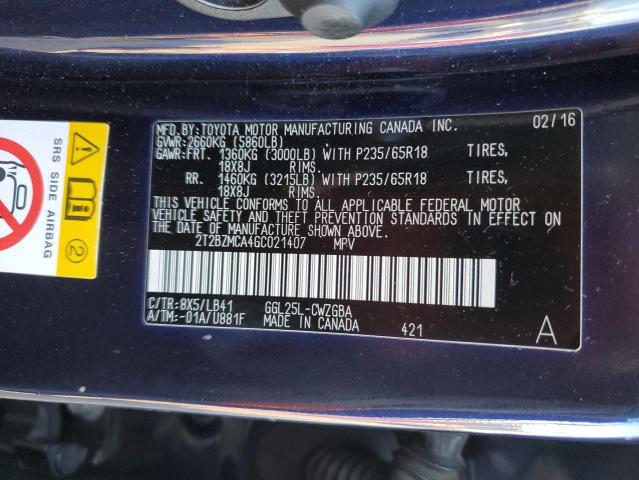 MFD.BY:TOYOTA MOTOR MANUFACTURING CANADA INC. 02/16
GVWR:2660KG (5860LB)
GAWR:FRT. 1360KG (3000LB) WITH P235/65R18 TIRES,
18X8J RIMS.
RR. 1460KG (3215LB) WITH P235/65R18 TIRES,
18X8J RIMS.
THIS VEHICLE CONFORMS TO ALL APPLICABLE FEDERAL MOTOR
VEHICLE SAFETY AND THEFT PREVENTION STANDARDS IN EFFECT ON
THE DATE OF MANUFACTURE SHOWN ABOVE.
2T2BZMCA4GC021407 MPV
C/TR:8X5/LB41 GGL25L-CWZGBA
A/TM:-01A/U881F MADE IN CANADA 421 A
SRS SIDE AIRBAG
2